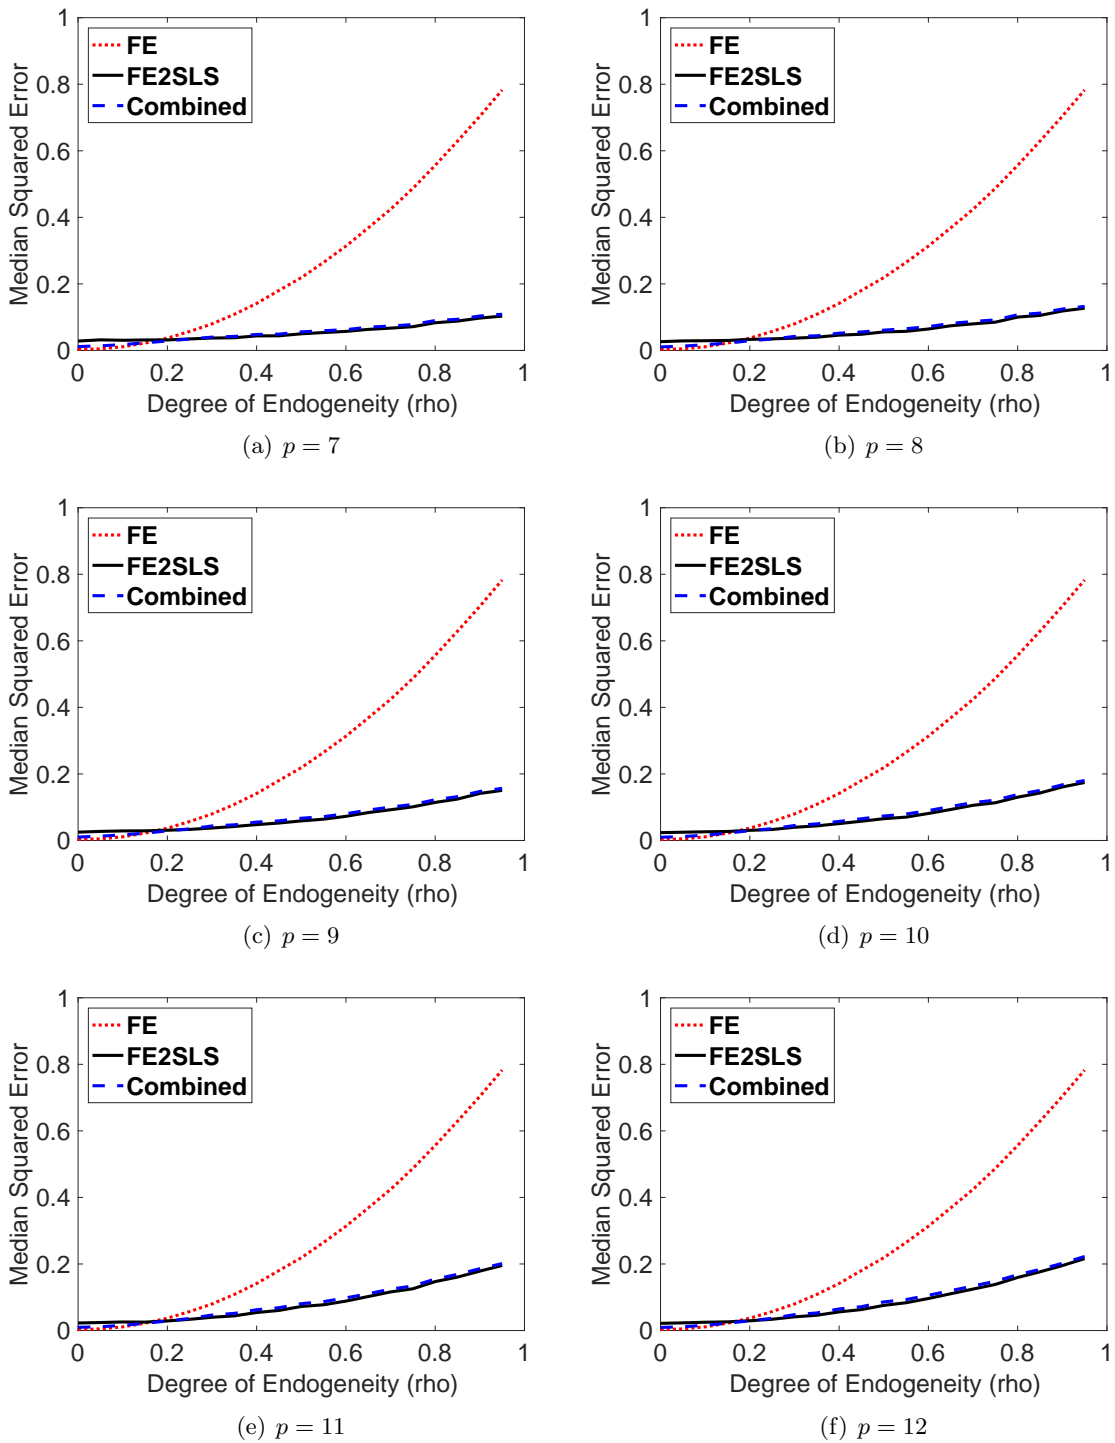 1
0.8
0.6
0.4
0.2
0
Median Squared Error
FE
FE2SLS
Combined
0 0.2 0.4 0.6 0.8 1
Degree of Endogeneity (rho)
(a) p = 7
1
0.8
0.6
0.4
0.2
0
Median Squared Error
FE
FE2SLS
Combined
0 0.2 0.4 0.6 0.8 1
Degree of Endogeneity (rho)
(b) p = 8
1
0.8
0.6
0.4
0.2
0
Median Squared Error
FE
FE2SLS
Combined
0 0.2 0.4 0.6 0.8 1
Degree of Endogeneity (rho)
(c) p = 9
1
0.8
0.6
0.4
0.2
0
Median Squared Error
FE
FE2SLS
Combined
0 0.2 0.4 0.6 0.8 1
Degree of Endogeneity (rho)
(d) p = 10
1
0.8
0.6
0.4
0.2
0
Median Squared Error
FE
FE2SLS
Combined
0 0.2 0.4 0.6 0.8 1
Degree of Endogeneity (rho)
(e) p = 11
1
0.8
0.6
0.4
0.2
0
Median Squared Error
FE
FE2SLS
Combined
0 0.2 0.4 0.6 0.8 1
Degree of Endogeneity (rho)
(f) p = 12